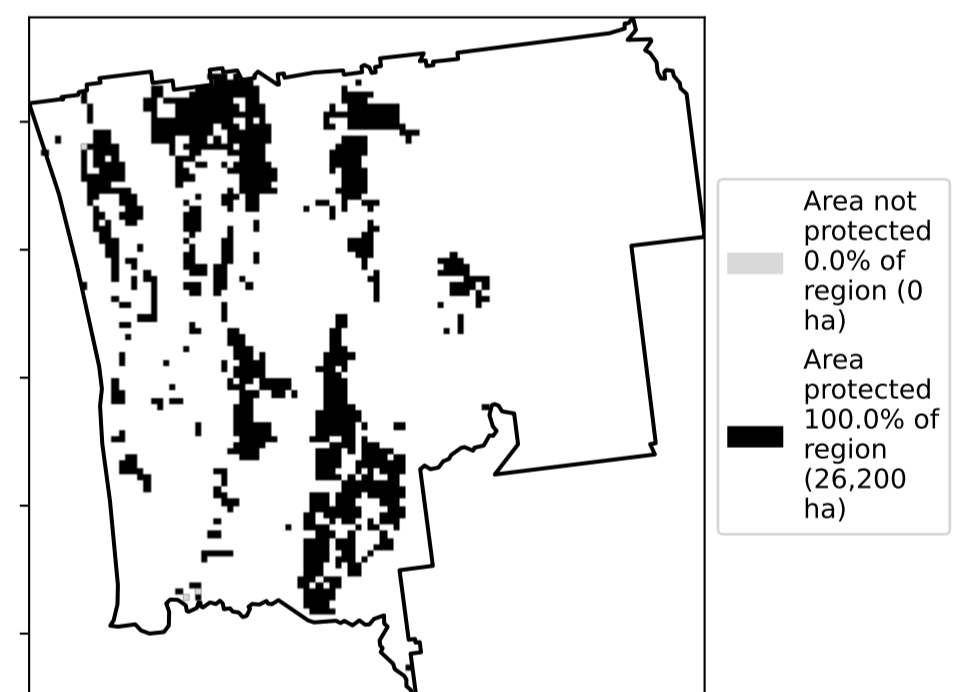 Area not
protected
0.0% of
region (0
ha)
Area
protected
100.0% of
region
(26,200
ha)